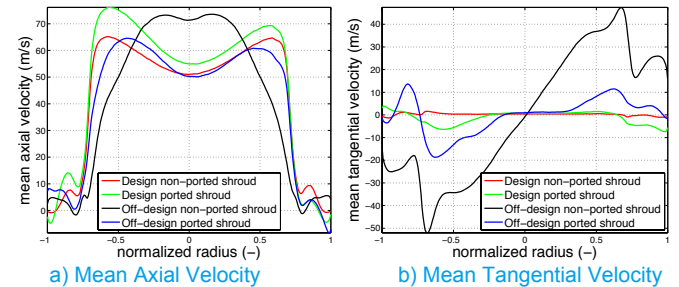 mean axial velocity (m/s)
70
60
50
40
30
20
10
0
Design non-ported shroud
Design ported shroud
Off-design non-ported shroud
Off-design ported shroud
-1 -0.5 0 0.5 1
normalized radius (-)
a) Mean Axial Velocity
mean tangential velocity (m/s)
40
30
20
10
0
-10
-20
-30
-40
-50
Design non-ported shroud
Design ported shroud
Off-design non-ported shroud
Off-design ported shroud
-1 -0.5 0 0.5 1
normalized radius (-)
b) Mean Tangential Velocity